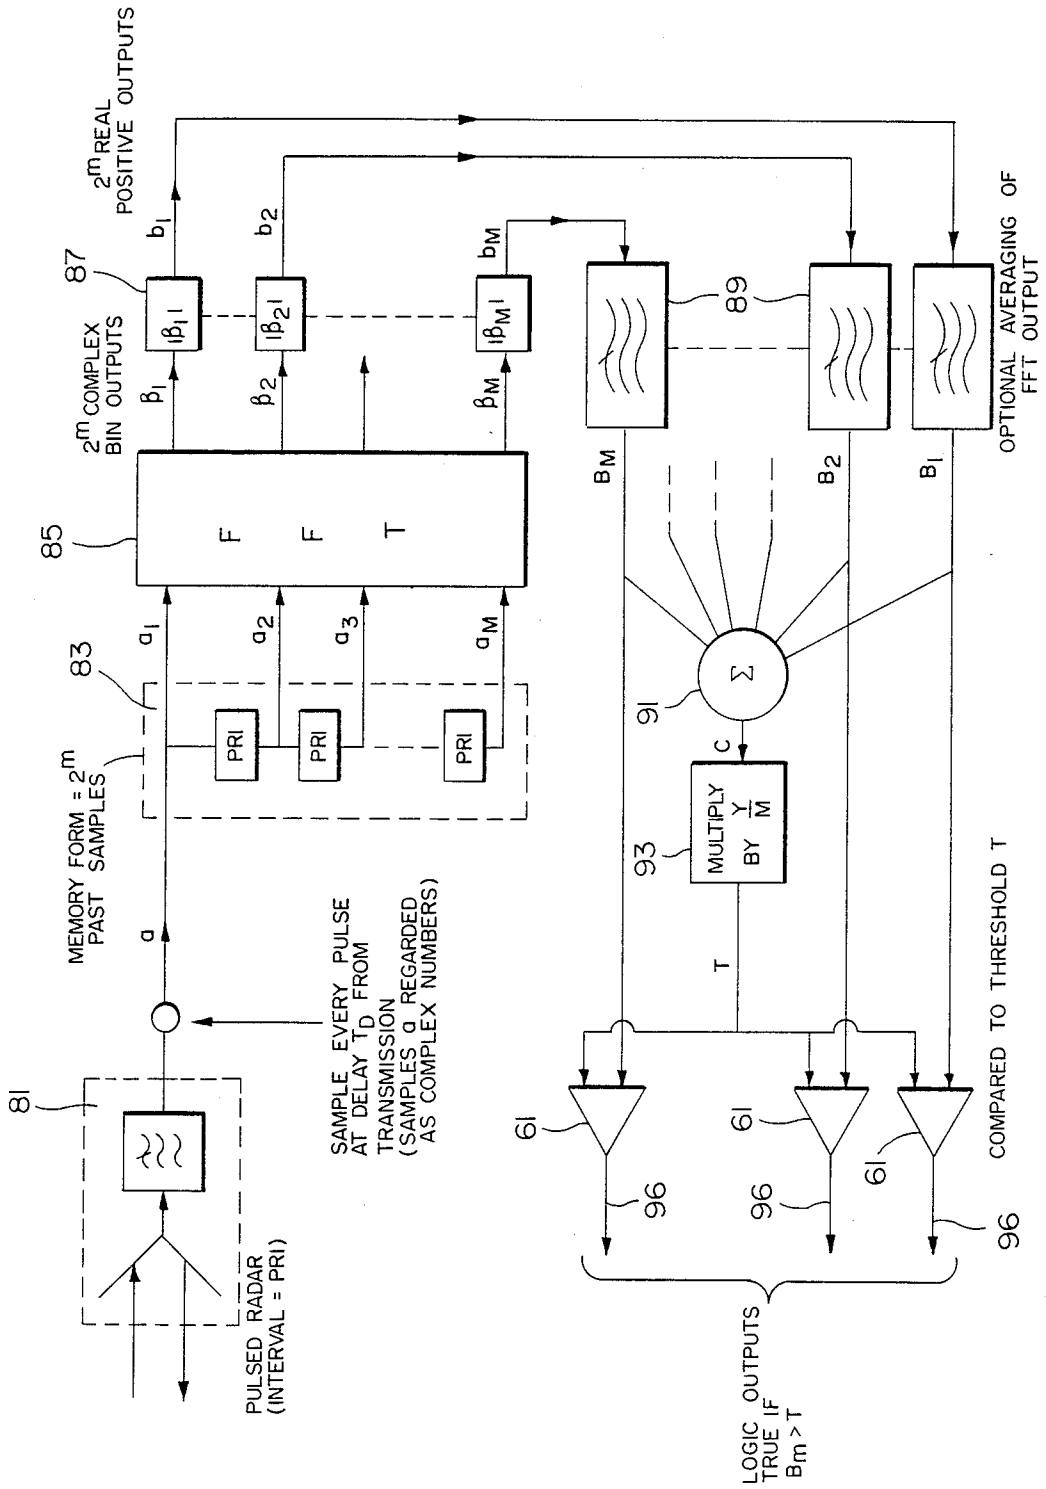 81
PULSED RADAR
(INTERVAL = PRI)
SAMPLE EVERY PULSE
AT DELAY TD FROM
TRANSMISSION
(SAMPLES a REGARDED
AS COMPLEX NUMBERS)
a
MEMORY FORM = 2^m
PAST SAMPLES
83
PRI
PRI
PRI
a1
a2
a3
aM
85
F F T
2^m COMPLEX
BIN OUTPUTS
β1
β2
βM
87
|β1|
|β2|
|βM|
2^m REAL
POSITIVE OUTPUTS
b1
b2
bM
89
OPTIONAL AVERAGING OF
FFT OUTPUT
BM
B2
B1
91
Σ
C
93
MULTIPLY
BY Y/M
T
COMPARED TO THRESHOLD T
61
61
61
96
96
96
LOGIC OUTPUTS
TRUE IF
Bm > T